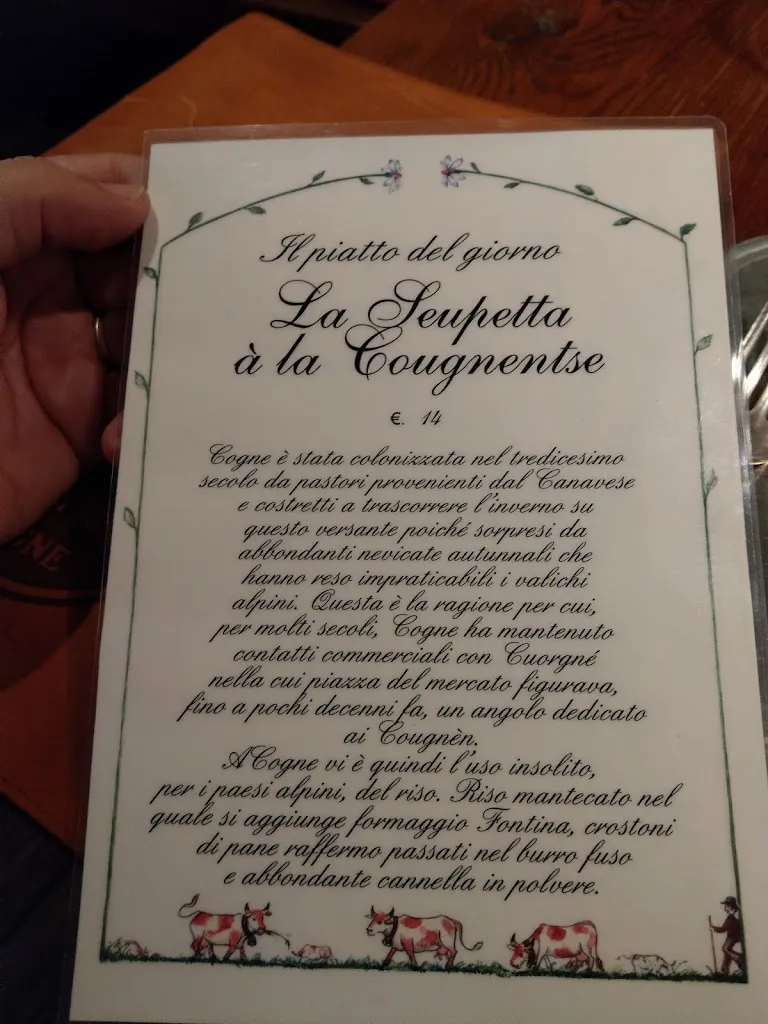 Il piatto del giorno
La Seupetta
à la Cougnentse
€. 14
Cogne è stata colonizzata nel tredicesimo
secolo da pastori provenienti dal Canavese
e costretti a trascorrere l'inverno su
questo versante poiché sorpresi da
abbondanti nevicate autunnali che
hanno reso impraticabili i valichi
alpini. Questa è la ragione per cui,
per molti secoli, Cogne ha mantenuto
contatti commerciali con Cuorgné
nella cui piazza del mercato figurava,
fino a pochi decenni fa, un angolo dedicato
ai Cougnèn.
A Cogne vi è quindi l'uso insolito,
per i paesi alpini, del riso. Riso mantecato nel
quale si aggiunge formaggio Fontina, crostoni
di pane raffermo passati nel burro fuso
e abbondante cannella in polvere.